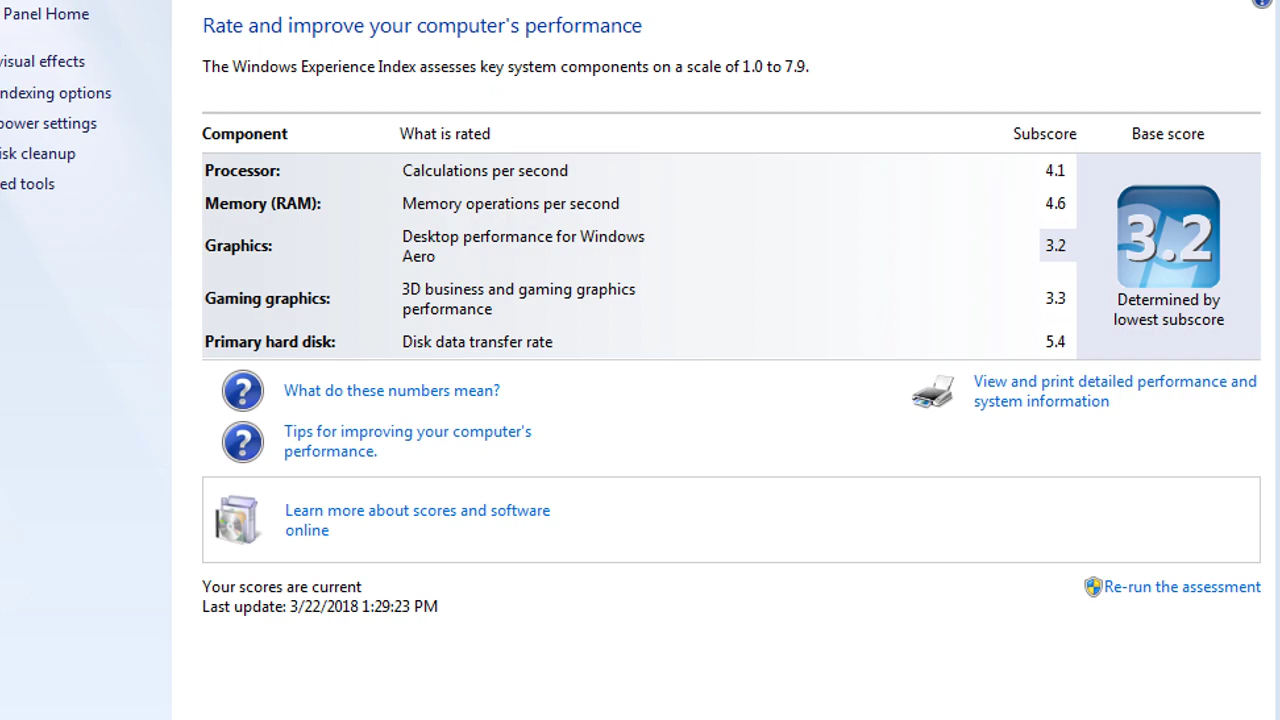 Panel Home
visual effects
indexing options
power settings
disk cleanup
ed tools
Rate and improve your computer's performance
The Windows Experience Index assesses key system components on a scale of 1.0 to 7.9.
Component What is rated Subscore Base score
Processor: Calculations per second 4.1
Memory (RAM): Memory operations per second 4.6
Graphics: Desktop performance for Windows Aero 3.2
Gaming graphics: 3D business and gaming graphics performance 3.3
Primary hard disk: Disk data transfer rate 5.4
3.2
Determined by
lowest subscore
What do these numbers mean?
View and print detailed performance and
system information
Tips for improving your computer's
performance.
Learn more about scores and software
online
Your scores are current
Last update: 3/22/2018 1:29:23 PM
Re-run the assessment